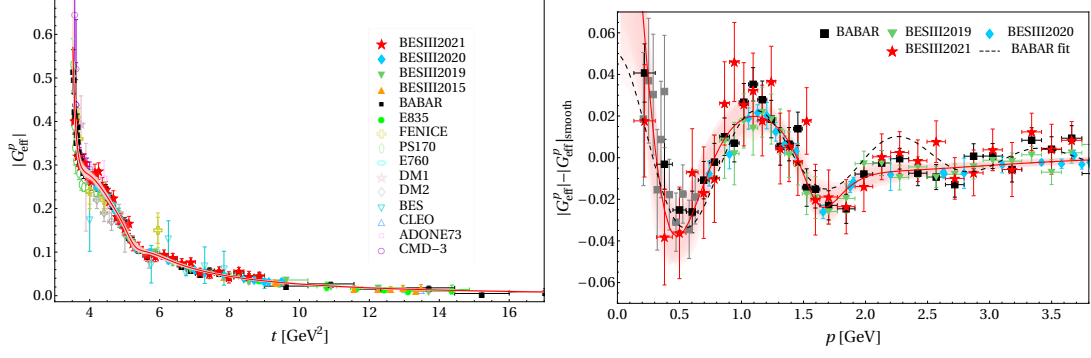 |G^p_eff|
0.6
0.5
0.4
0.3
0.2
0.1
0.0
4
6
8
10
12
14
16
t [GeV²]
BESIII2021
BESIII2020
BESIII2019
BESIII2015
BABAR
E835
FENICE
PS170
E760
DM1
DM2
BES
CLEO
ADONE73
CMD-3
|G^p_eff|−|G^p_eff|smooth
0.06
0.04
0.02
0.00
-0.02
-0.04
-0.06
0.0
0.5
1.0
1.5
2.0
2.5
3.0
3.5
p [GeV]
BABAR BESIII2019 BESIII2020
BESIII2021 BABAR fit